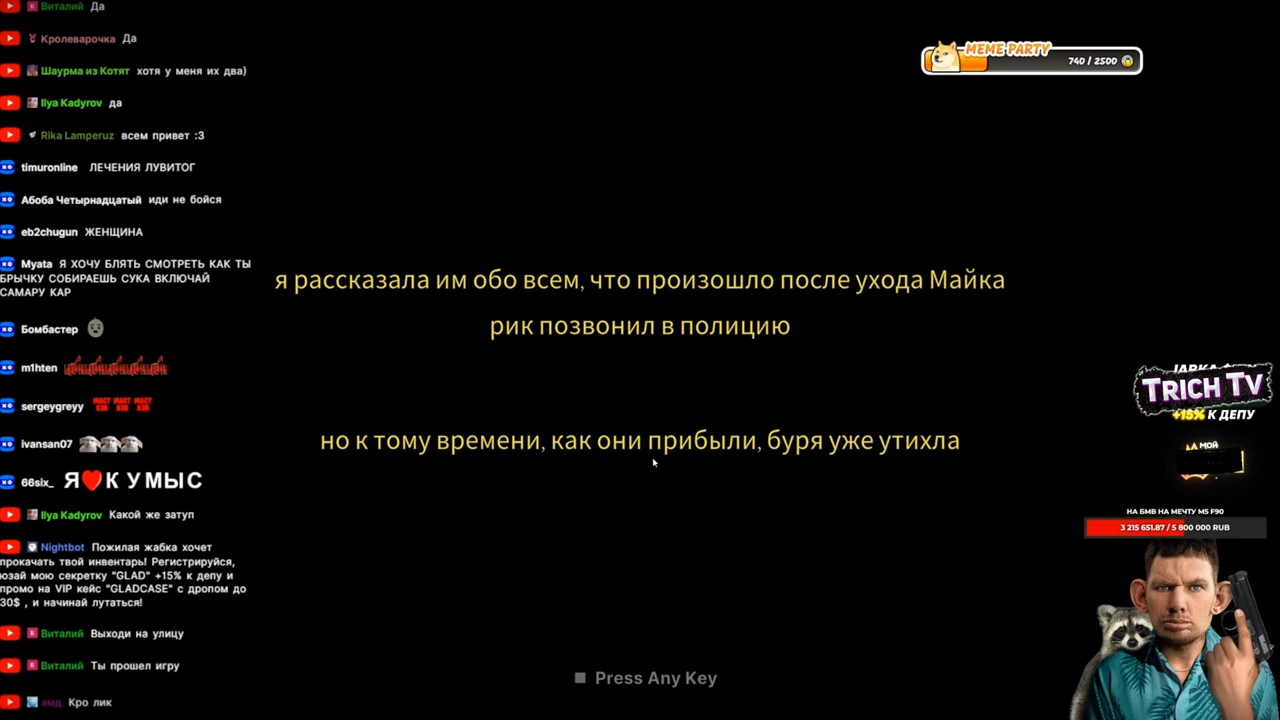 Виталий Да
Кролеварочка Да
Шаурма из Котят хотя у меня их два)
Ilya Kadyrov да
Rika Lamperuz всем привет :3
timuronline ЛЕЧЕНИЯ ЛУВИТОГ
Абоба Четырнадцатый иди не бойся
eb2chugun ЖЕНЩИНА
Myata Я ХОЧУ БЛЯТЬ СМОТРЕТЬ КАК ТЫ
БРЫЧКУ СОБИРАЕШЬ СУКА ВКЛЮЧАЙ
САМАРУ КАР
Бомбастер
m1hten
sergeygreyy МАСТ МАСТ МАСТ
ivansan07
66six_ Я❤К УМЫС
Ilya Kadyrov Какой же затуп
Nightbot Пожилая жабка хочет
прокачать твой инвентарь! Регистрируйся,
юзай мою секретку "GLAD" +15% к депу и
промо на VIP кейс "GLADCASE" с дропом до
30$ , и начинай лутаться!
Виталий Выходи на улицу
Виталий Ты прошел игру
амд Кро лик
MEME PARTY
740 / 2500
я рассказала им обо всем, что произошло после ухода Майка
рик позвонил в полицию
но к тому времени, как они прибыли, буря уже утихла
Press Any Key
TRICH TV
+15% К ДЕПУ
МОЙ
НА БМВ НА МЕЧТУ M5 F90
3 215 651.87 / 5 800 000 RUB